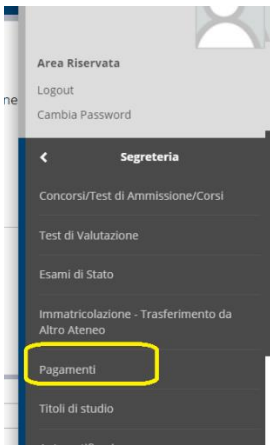 ne
Area Riservata
Logout
Cambia Password
Segreteria
Concorsi/Test di Ammissione/Corsi
Test di Valutazione
Esami di Stato
Immatricolazione - Trasferimento da
Altro Ateneo
Pagamenti
Titoli di studio